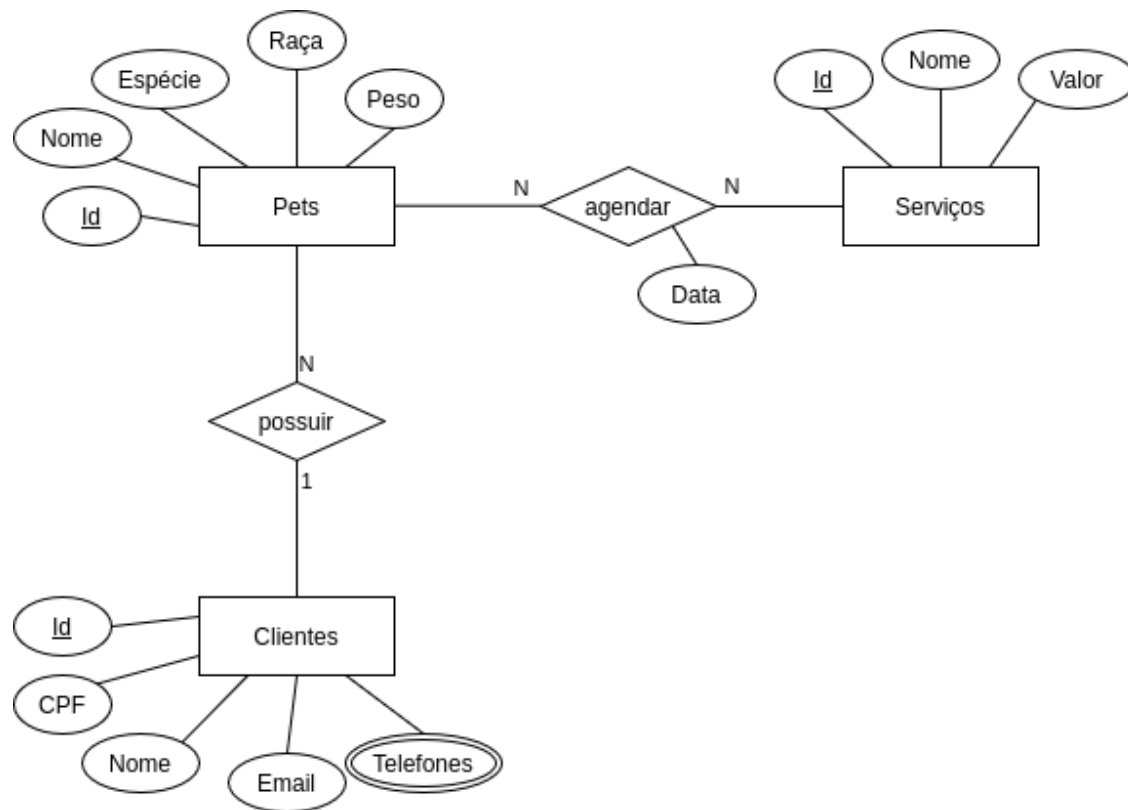 Raça
Espécie
Peso
Nome
Id
Pets
N
agendar
N
Data
Id
Nome
Valor
Serviços
N
possuir
1
Clientes
Id
CPF
Nome
Email
Telefones